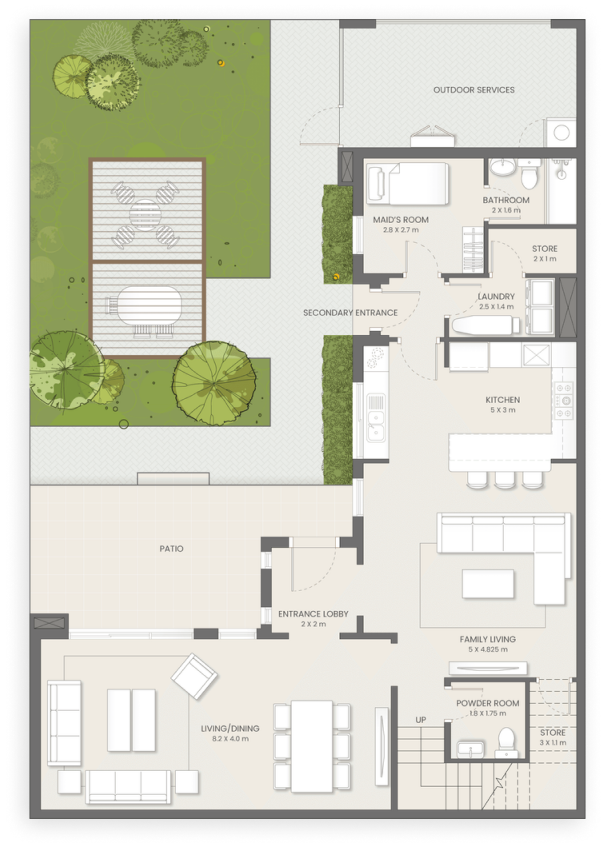 OUTDOOR SERVICES
BATHROOM
2 X 1.6 m
MAID'S ROOM
2.8 X 2.7 m
STORE
2 X 1 m
LAUNDRY
2.5 X 1.4 m
SECONDARY ENTRANCE
KITCHEN
5 X 3 m
PATIO
ENTRANCE LOBBY
2 X 2 m
FAMILY LIVING
5 X 4.825 m
POWDER ROOM
1.8 X 1.75 m
UP
LIVING/DINING
8.2 X 4.0 m
STORE
3 X 1.1 m